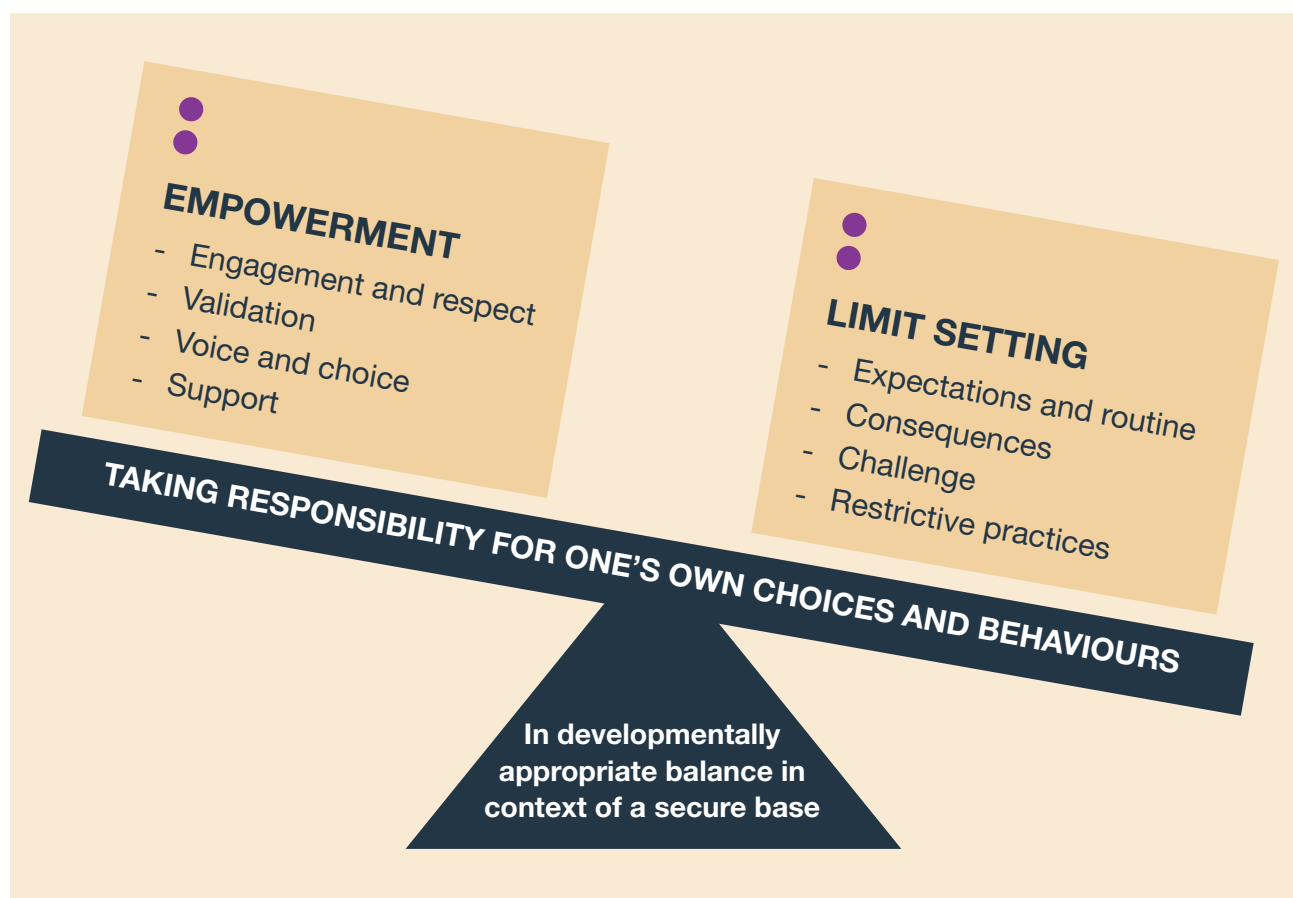 EMPOWERMENT
- Engagement and respect
- Validation
- Voice and choice
- Support
LIMIT SETTING
- Expectations and routine
- Consequences
- Challenge
- Restrictive practices
TAKING RESPONSIBILITY FOR ONE’S OWN CHOICES AND BEHAVIOURS
In developmentally
appropriate balance in
context of a secure base